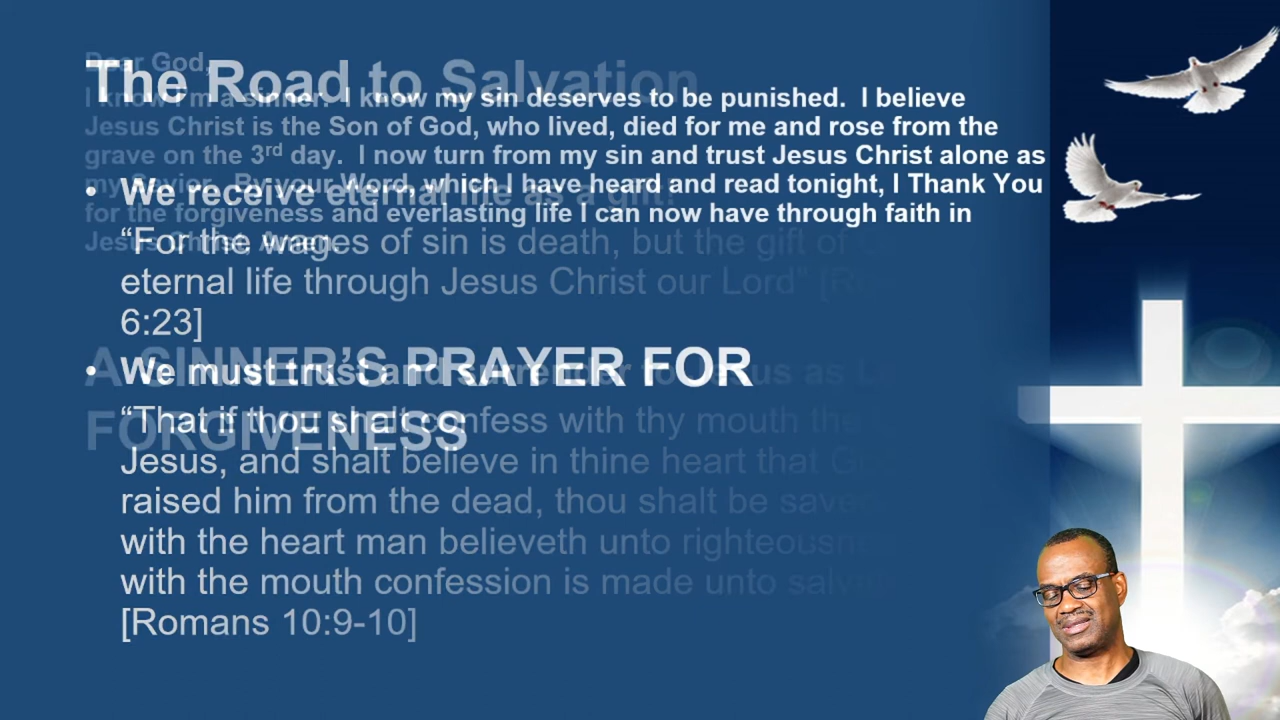 The Road to Salvation
• We receive eternal life as a gift!
“For the wages of sin is death, but the gift of
eternal life through Jesus Christ our Lord” [
6:23]
• We must trust and surrender to Jesus as
“That if thou shalt confess with thy mouth the
Jesus, and shalt believe in thine heart that God
raised him from the dead, thou shalt be saved
with the heart man believeth unto righteousn
with the mouth confession is made unto salv
[Romans 10:9-10]
Dear God,
I know I'm a sinner. I know my sin deserves to be punished. I believe
Jesus Christ is the Son of God, who lived, died for me and rose from the
grave on the 3rd day. I now turn from my sin and trust Jesus Christ alone as
my Savior. By your Word, which I have heard and read tonight, I Thank You
for the forgiveness and everlasting life I can now have through faith in
Jesus Christ, Amen.
A SINNER’S PRAYER FOR
FORGIVENESS